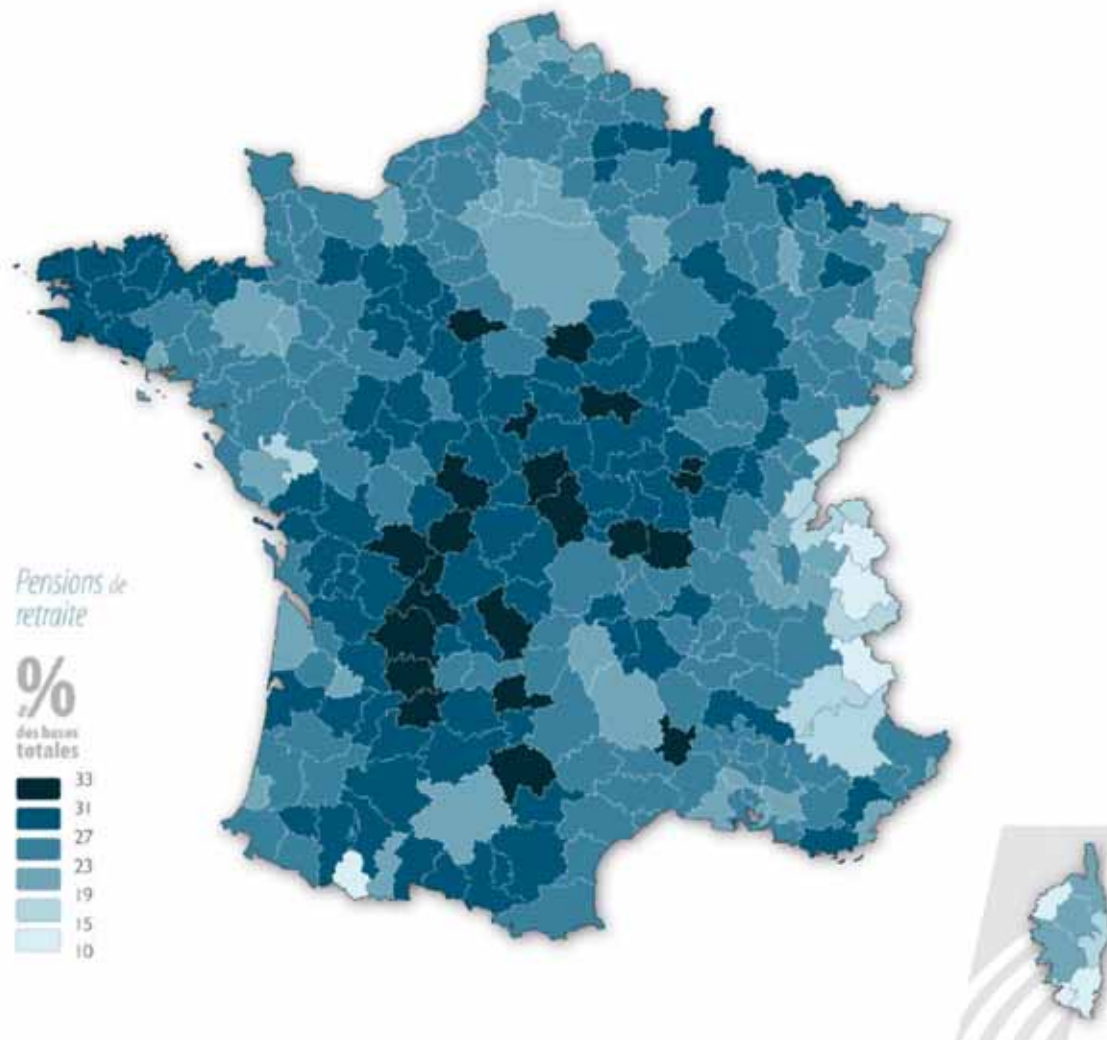 Pensions de
retraite
%
des bases
totales
33
31
27
23
19
15
10